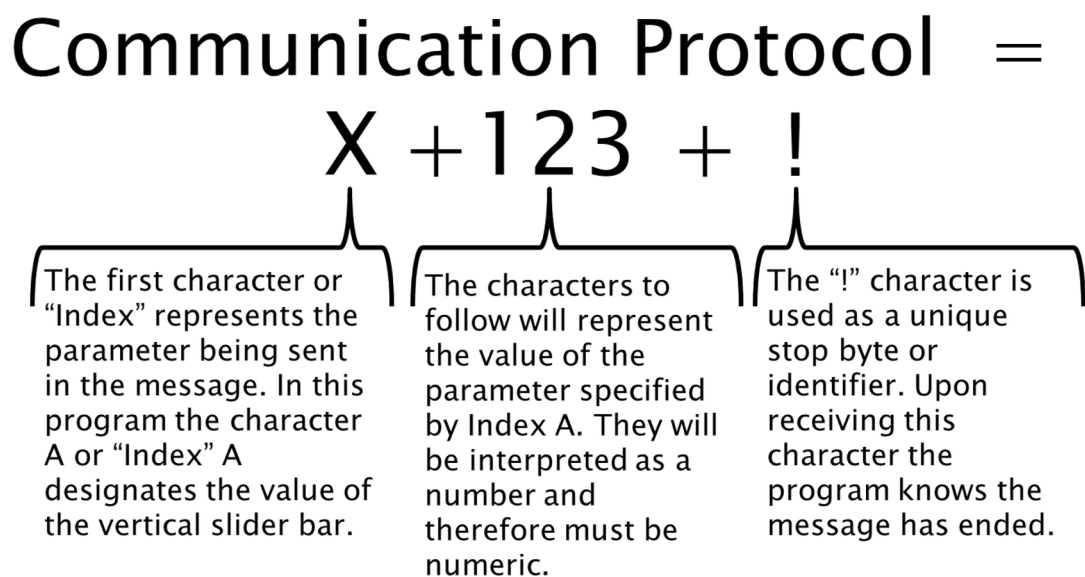 Communication Protocol =
X + 123 + !
The first character or
“Index” represents the
parameter being sent
in the message. In this
program the character
A or “Index” A
designates the value of
the vertical slider bar.
The characters to
follow will represent
the value of the
parameter specified
by Index A. They will
be interpreted as a
number and
therefore must be
numeric.
The “!” character is
used as a unique
stop byte or
identifier. Upon
receiving this
character the
program knows the
message has ended.